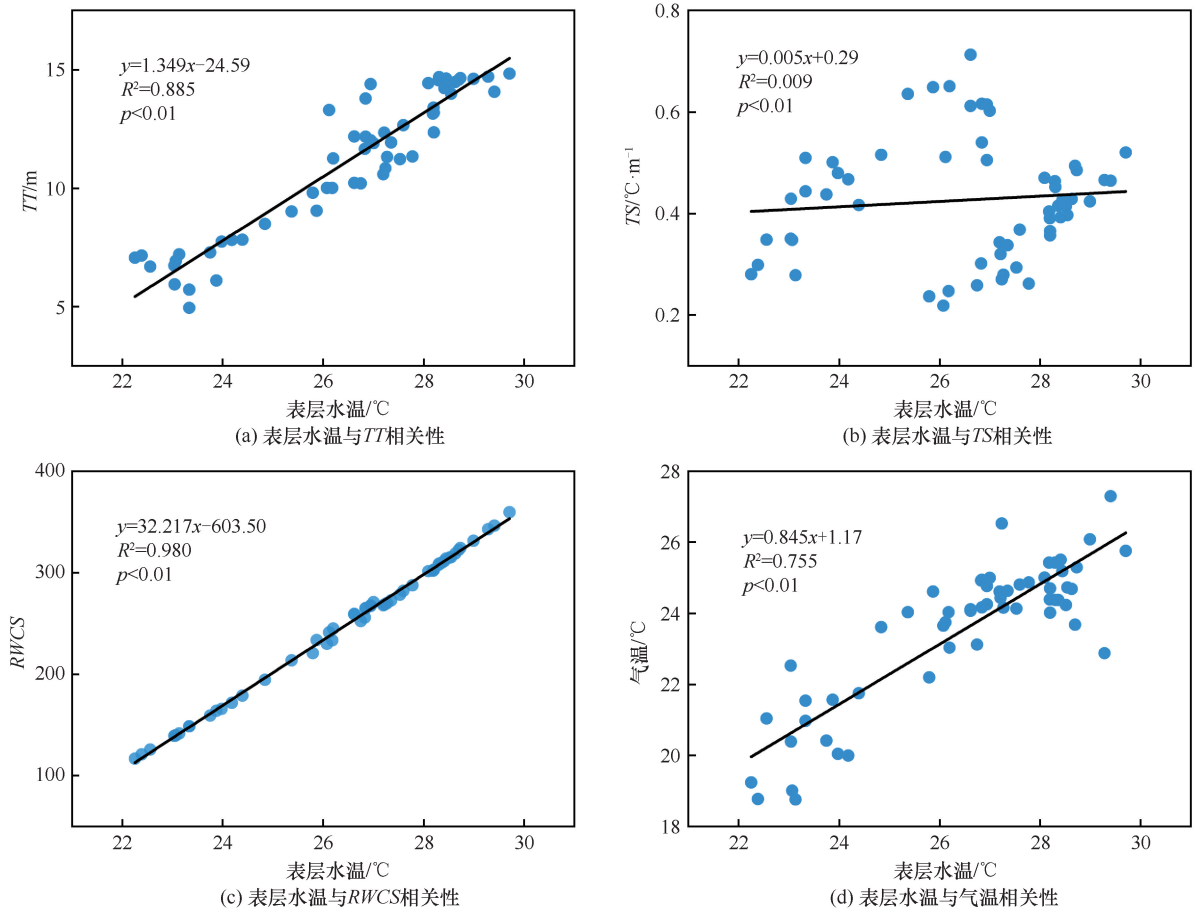 y=1.349x−24.59
R²=0.885
p<0.01
15
10
5
TT/m
22 24 26 28 30
表层水温/℃
(a) 表层水温与TT相关性
0.8
0.6
0.4
0.2
TS/℃·m⁻¹
y=0.005x+0.29
R²=0.009
p<0.01
22 24 26 28 30
表层水温/℃
(b) 表层水温与TS相关性
400
300
200
100
RWCS
y=32.217x−603.50
R²=0.980
p<0.01
22 24 26 28 30
表层水温/℃
(c) 表层水温与RWCS相关性
28
26
24
22
20
18
气温/℃
y=0.845x+1.17
R²=0.755
p<0.01
22 24 26 28 30
表层水温/℃
(d) 表层水温与气温相关性